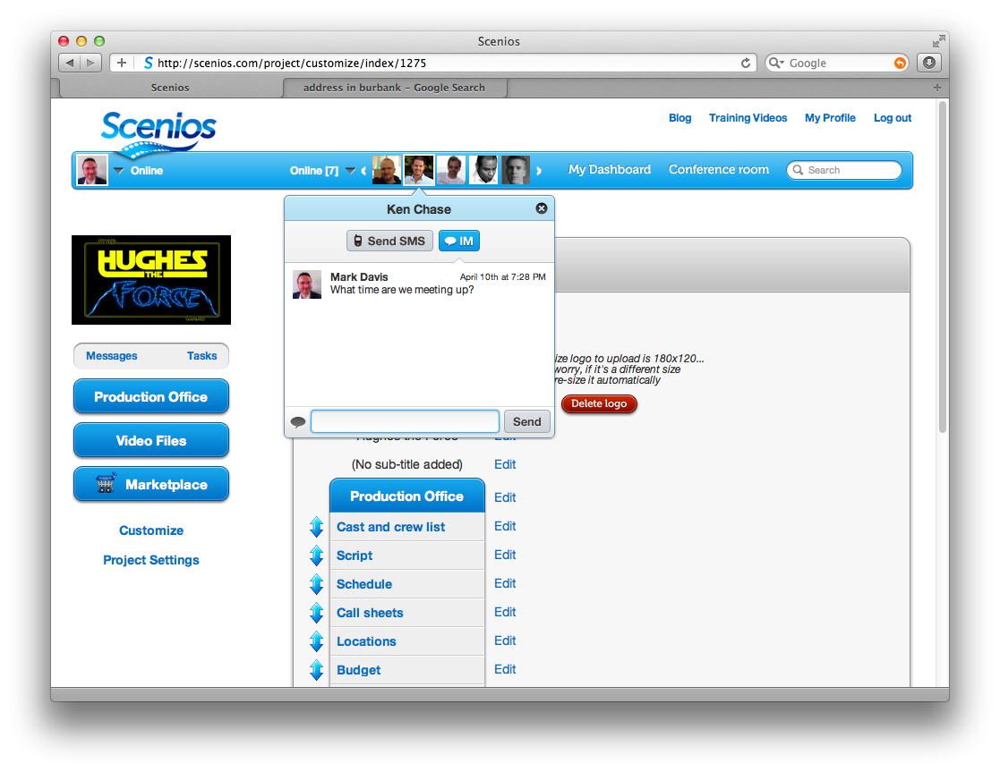 Scenios
http://scenios.com/project/customize/index/1275
Google
Scenios
address in burbank – Google Search
Scenios
Blog Training Videos My Profile Log out
Online
Online [7]
My Dashboard Conference room Search
Ken Chase
Send SMS IM
Mark Davis April 10th at 7:28 PM
What time are we meeting up?
Send
STAR
HUGHES
THE
FORCE
WARS
Messages Tasks
Production Office
Video Files
Marketplace
Customize
Project Settings
ize logo to upload is 180x120...
worry, if it's a different size
re-size it automatically
Delete logo
Hughes the Force Edit
(No sub-title added) Edit
Production Office Edit
Cast and crew list Edit
Script Edit
Schedule Edit
Call sheets Edit
Locations Edit
Budget Edit